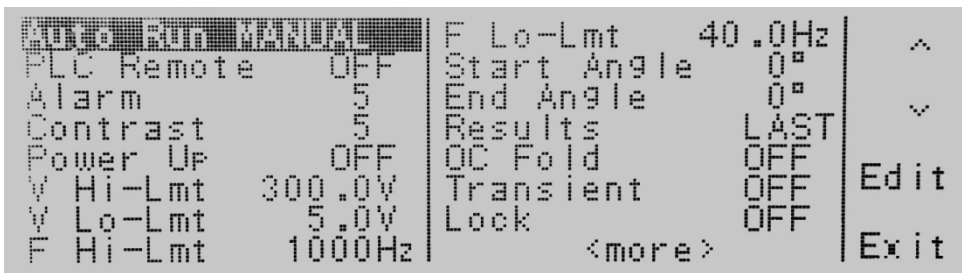 Auto Run MANUAL
PLC Remote OFF
Alarm 5
Contrast 5
Power Up OFF
V Hi-Lmt 300.0V
V Lo-Lmt 5.0V
F Hi-Lmt 1000Hz
F Lo-Lmt 40.0Hz
Start Angle 0°
End Angle 0°
Results LAST
OC Fold OFF
Transient OFF
Lock OFF
<more>
Edit
Exit